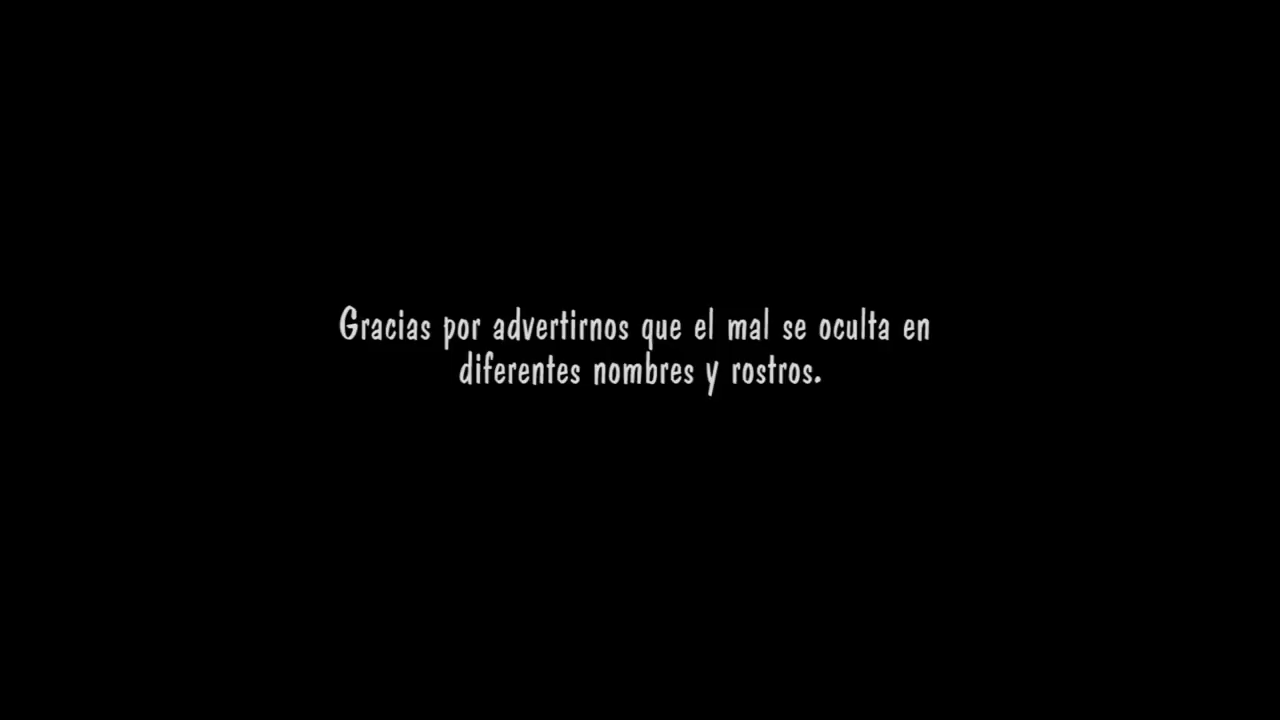 Gracias por advertirnos que el mal se oculta en
diferentes nombres y rostros.